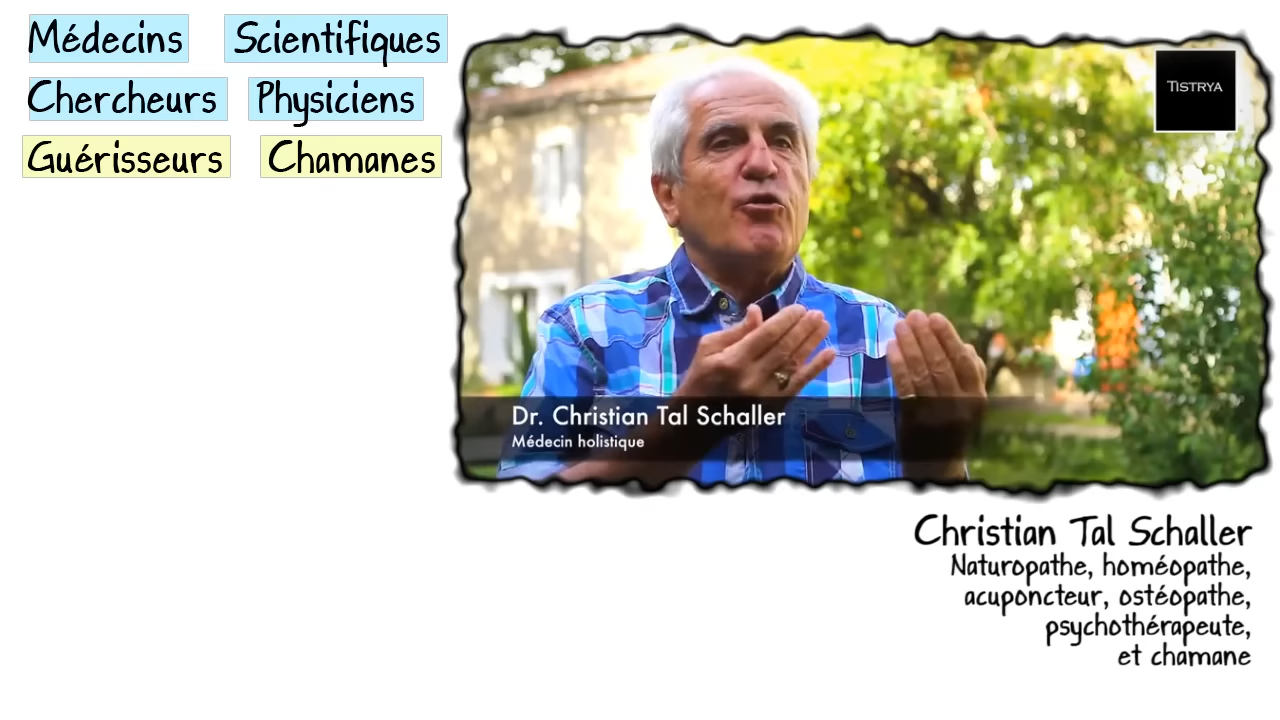 Médecins Scientifiques
Chercheurs Physiciens
Guérisseurs Chamanes
TISTRYA
Dr. Christian Tal Schaller
Médecin holistique
Christian Tal Schaller
Naturopathe, homéopathe,
acuponcteur, ostéopathe,
psychothérapeute,
et chamane